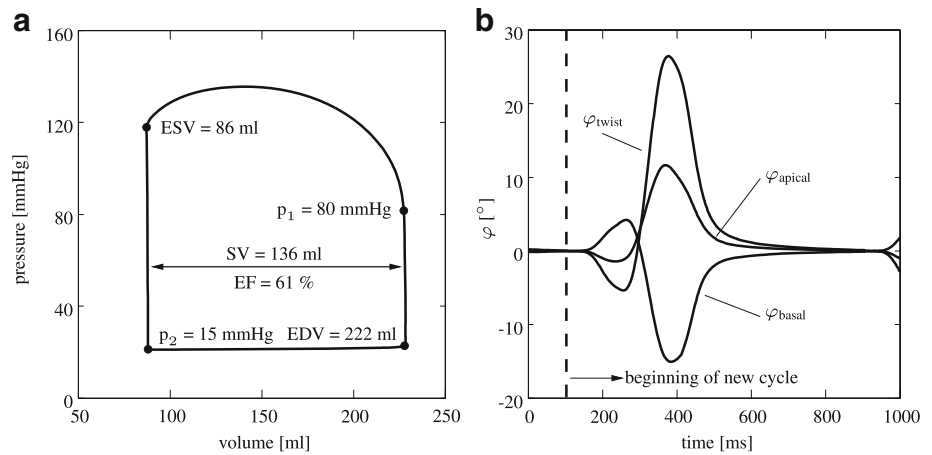 a
160
120
80
40
0
50
100
150
200
250
pressure [mmHg]
volume [ml]
ESV = 86 ml
p₁ = 80 mmHg
SV = 136 ml
EF = 61 %
p₂ = 15 mmHg
EDV = 222 ml
b
30
20
10
0
-10
-20
0
200
400
600
800
1000
φ [°]
time [ms]
φtwist
φapical
φbasal
beginning of new cycle